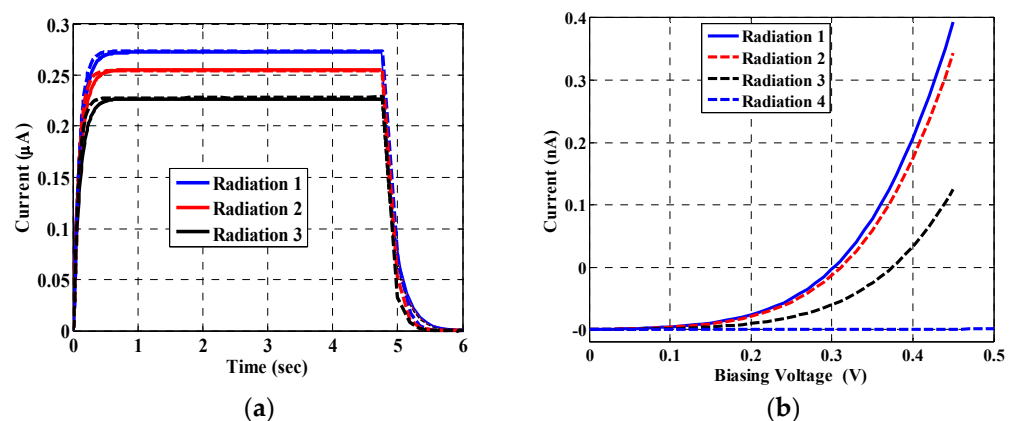 0.3
0.25
0.2
0.15
0.1
0.05
0
Current (μA)
Radiation 1
Radiation 2
Radiation 3
0 1 2 3 4 5 6
Time (sec)
(a)
0.4
0.3
0.2
0.1
0
-0
Current (nA)
Radiation 1
Radiation 2
Radiation 3
Radiation 4
0 0.1 0.2 0.3 0.4 0.5
Biasing Voltage (V)
(b)